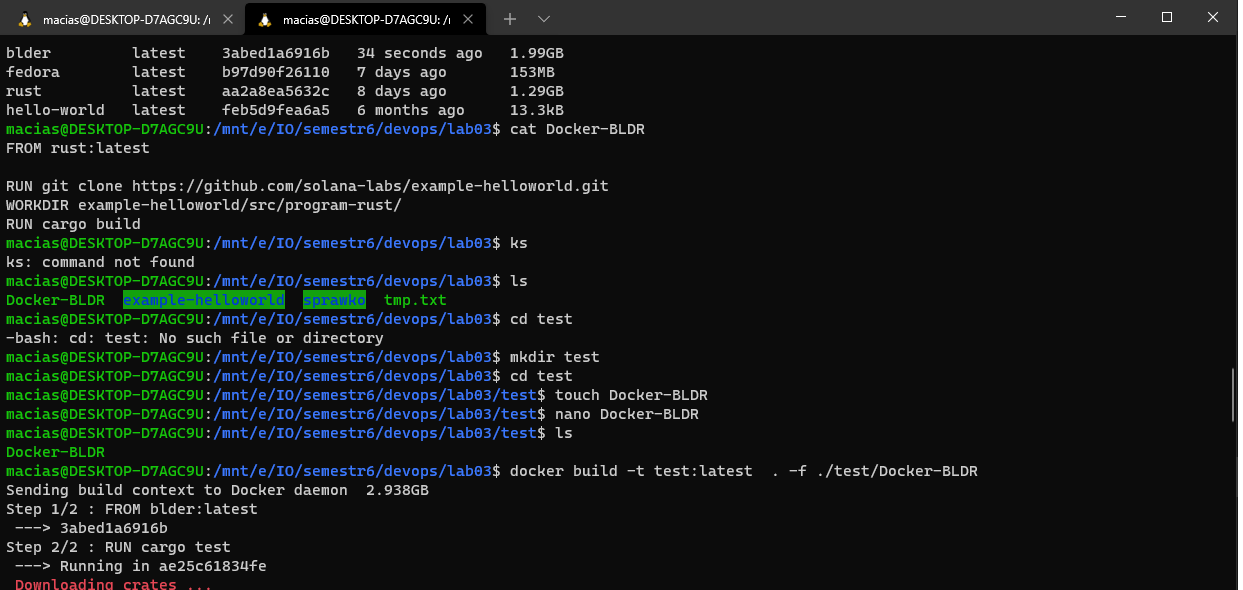 macias@DESKTOP-D7AGC9U: /ı
macias@DESKTOP-D7AGC9U: /ı
blder         latest    3abed1a6916b   34 seconds ago   1.99GB
fedora        latest    b97d90f26110   7 days ago       153MB
rust          latest    aa2a8ea5632c   8 days ago       1.29GB
hello-world   latest    feb5d9fea6a5   6 months ago     13.3kB
macias@DESKTOP-D7AGC9U:/mnt/e/IO/semestr6/devops/lab03$ cat Docker-BLDR
FROM rust:latest

RUN git clone https://github.com/solana-labs/example-helloworld.git
WORKDIR example-helloworld/src/program-rust/
RUN cargo build
macias@DESKTOP-D7AGC9U:/mnt/e/IO/semestr6/devops/lab03$ ks
ks: command not found
macias@DESKTOP-D7AGC9U:/mnt/e/IO/semestr6/devops/lab03$ ls
Docker-BLDR  example-helloworld  sprawko  tmp.txt
macias@DESKTOP-D7AGC9U:/mnt/e/IO/semestr6/devops/lab03$ cd test
-bash: cd: test: No such file or directory
macias@DESKTOP-D7AGC9U:/mnt/e/IO/semestr6/devops/lab03$ mkdir test
macias@DESKTOP-D7AGC9U:/mnt/e/IO/semestr6/devops/lab03$ cd test
macias@DESKTOP-D7AGC9U:/mnt/e/IO/semestr6/devops/lab03/test$ touch Docker-BLDR
macias@DESKTOP-D7AGC9U:/mnt/e/IO/semestr6/devops/lab03/test$ nano Docker-BLDR
macias@DESKTOP-D7AGC9U:/mnt/e/IO/semestr6/devops/lab03/test$ ls
Docker-BLDR
macias@DESKTOP-D7AGC9U:/mnt/e/IO/semestr6/devops/lab03$ docker build -t test:latest  . -f ./test/Docker-BLDR
Sending build context to Docker daemon  2.938GB
Step 1/2 : FROM blder:latest
 ---> 3abed1a6916b
Step 2/2 : RUN cargo test
 ---> Running in ae25c61834fe
 Downloading crates ...